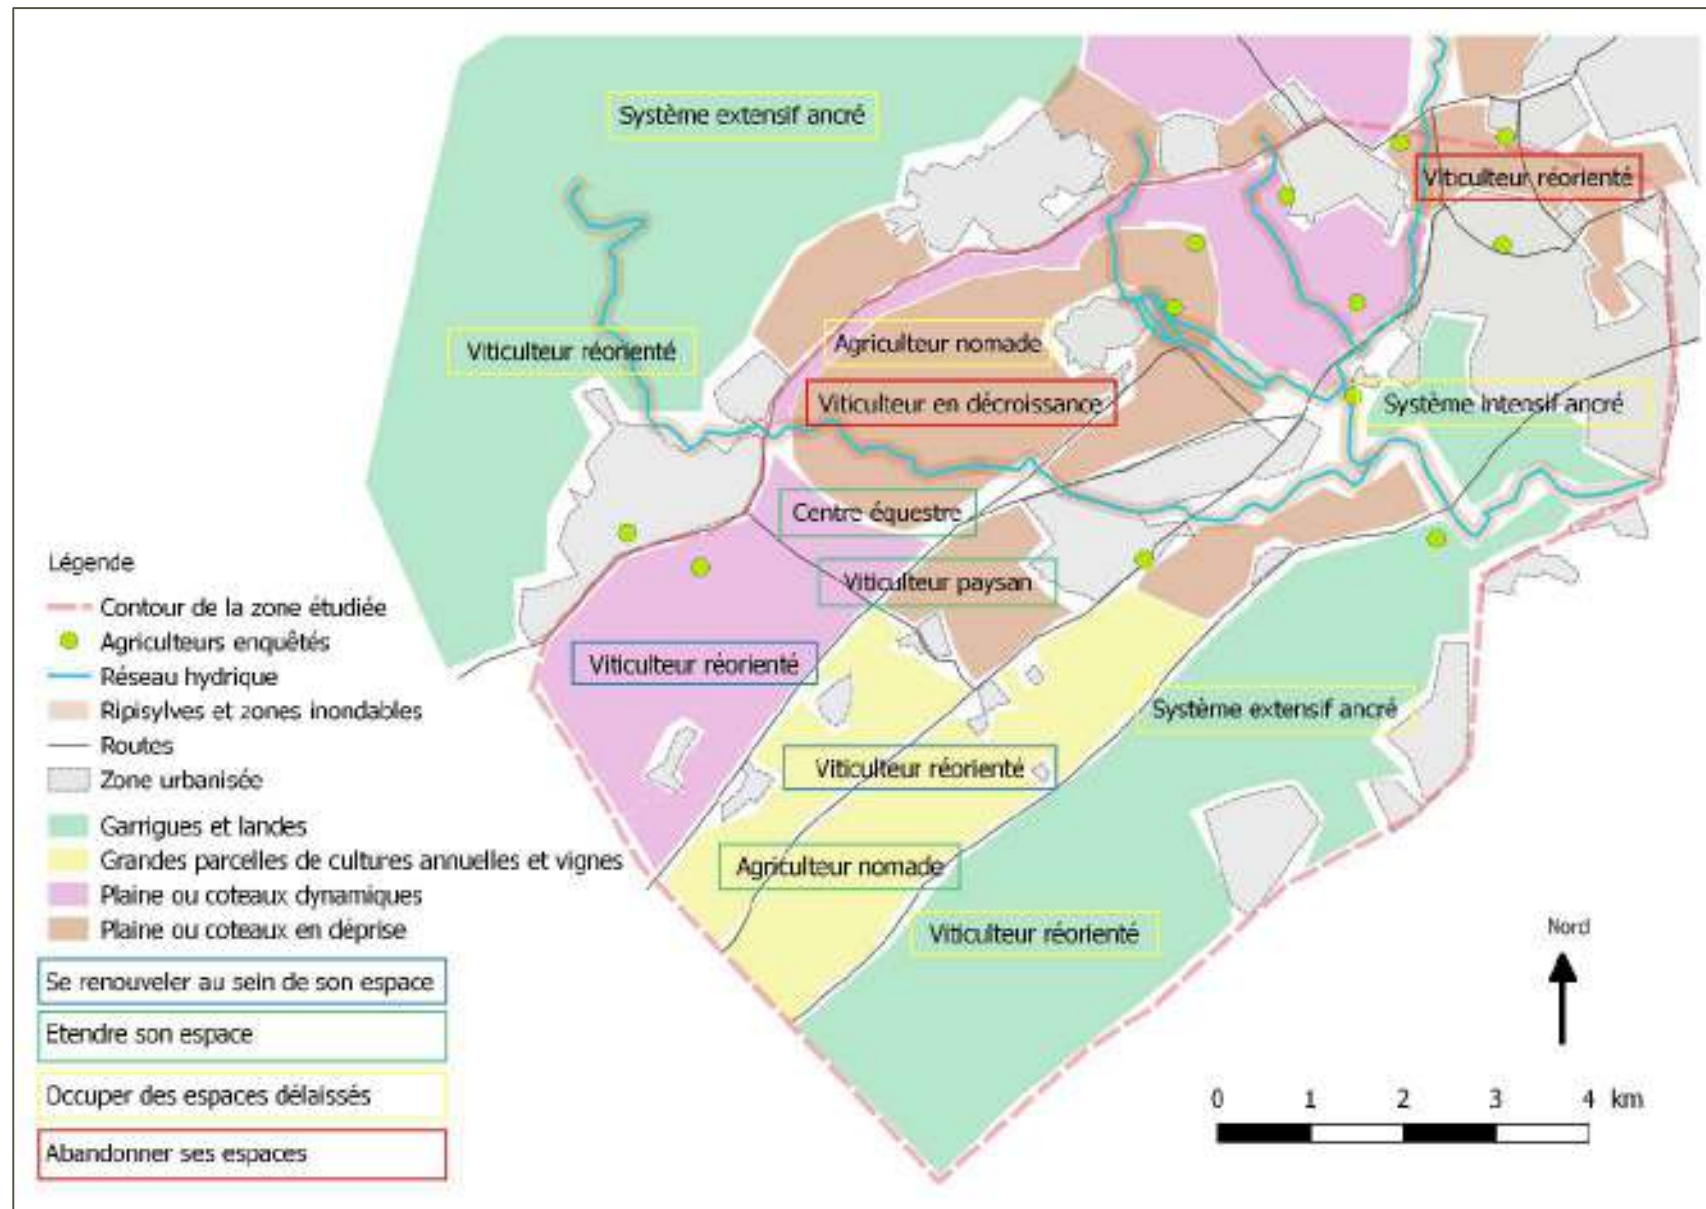 Système extensif ancré
Viticulteur réorienté
Viticulteur réorienté
Agriculteur nomade
Viticulteur en décroissance
Système intensif ancré
Centre équestre
Viticulteur paysan
Viticulteur réorienté
Système extensif ancré
Viticulteur réorienté
Agriculteur nomade
Viticulteur réorienté
Légende
Contour de la zone étudiée
Agriculteurs enquêtés
Réseau hydrique
Ripisylves et zones inondables
Routes
Zone urbanisée
Garrigues et landes
Grandes parcelles de cultures annuelles et vignes
Plaine ou coteaux dynamiques
Plaine ou coteaux en déprise
Se renouveler au sein de son espace
Etendre son espace
Occuper des espaces délaissés
Abandonner ses espaces
Nord
0 1 2 3 4 km